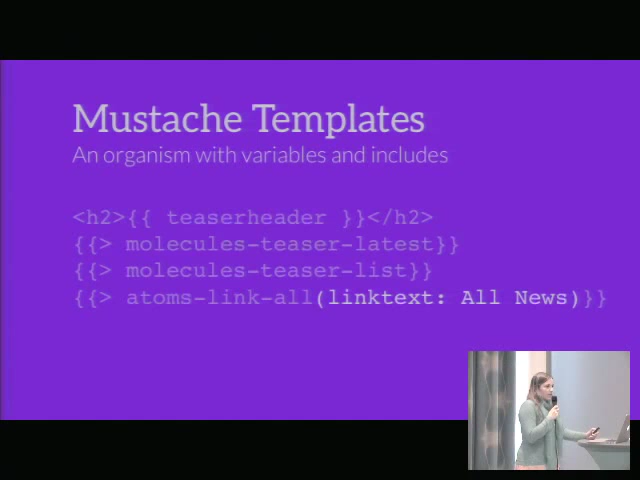 Mustache Templates
An organism with variables and includes
<h2>{{ teaserheader }}</h2>
{{> molecules-teaser-latest}}
{{> molecules-teaser-list}}
{{> atoms-link-all(linktext: All News)}}